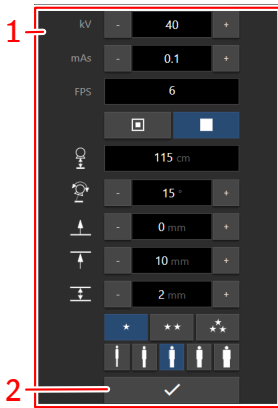 1
kV - 40 +
mAs - 0.1 +
FPS 6
115 cm
- 15 ° +
- 0 mm +
- 10 mm +
- 2 mm +
2